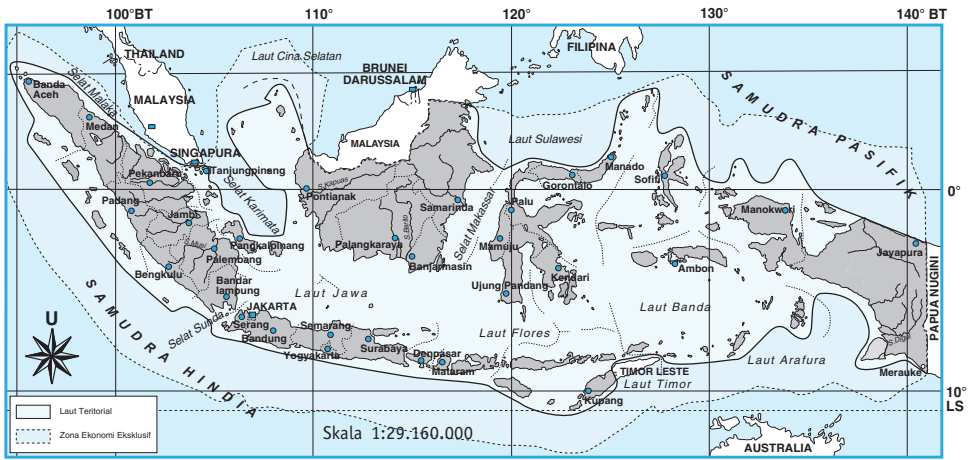 100°BT
110°
120°
130°
140° BT
THAILAND
Laut Cina Selatan
FILIPINA
BRUNEI
DARUSSALAM
Selat Malaka
Banda
Aceh
MALAYSIA
SAMUDRA PASIFIK
Medan
MALAYSIA
Laut Sulawesi
SINGAPURA
Tanjungpinang
Pekanbaru
Manado
Gorontalo
Sofifi
0°
Selat Karimata
S.Kapuas
Pontianak
Padang
Samarinda
Selat Makassar
Palu
Manokwari
Jambi
S.Musi
Pangkalpinang
Palangkaraya
S.Barito
Mamuju
Jayapura
Palembang
Banjarmasin
Kendari
Ambon
Bengkulu
Ujung Pandang
Bandar
lampung
Laut Jawa
Laut Banda
PAPUA NUGINI
JAKARTA
Selat Sunda
Serang
Bandung
Semarang
Laut Flores
S.Digul
SAMUDRA HINDIA
U
Yogyakarta
Surabaya
Denpasar
Mataram
TIMOR LESTE
Laut Arafura
Laut Timor
Merauke
Kupang
10°
LS
Laut Teritorial
Zona Ekonomi Eksklusif
Skala 1:29.160.000
AUSTRALIA